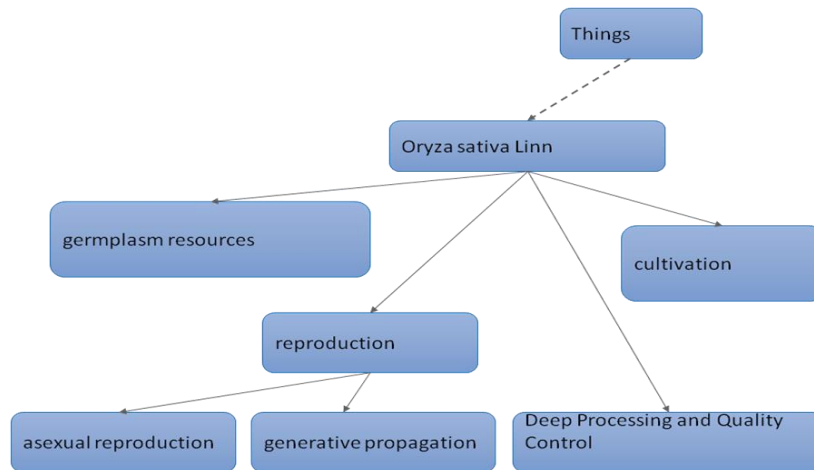 Things
Oryza sativa Linn
germplasm resources
cultivation
reproduction
asexual reproduction
generative propagation
Deep Processing and Quality
Control